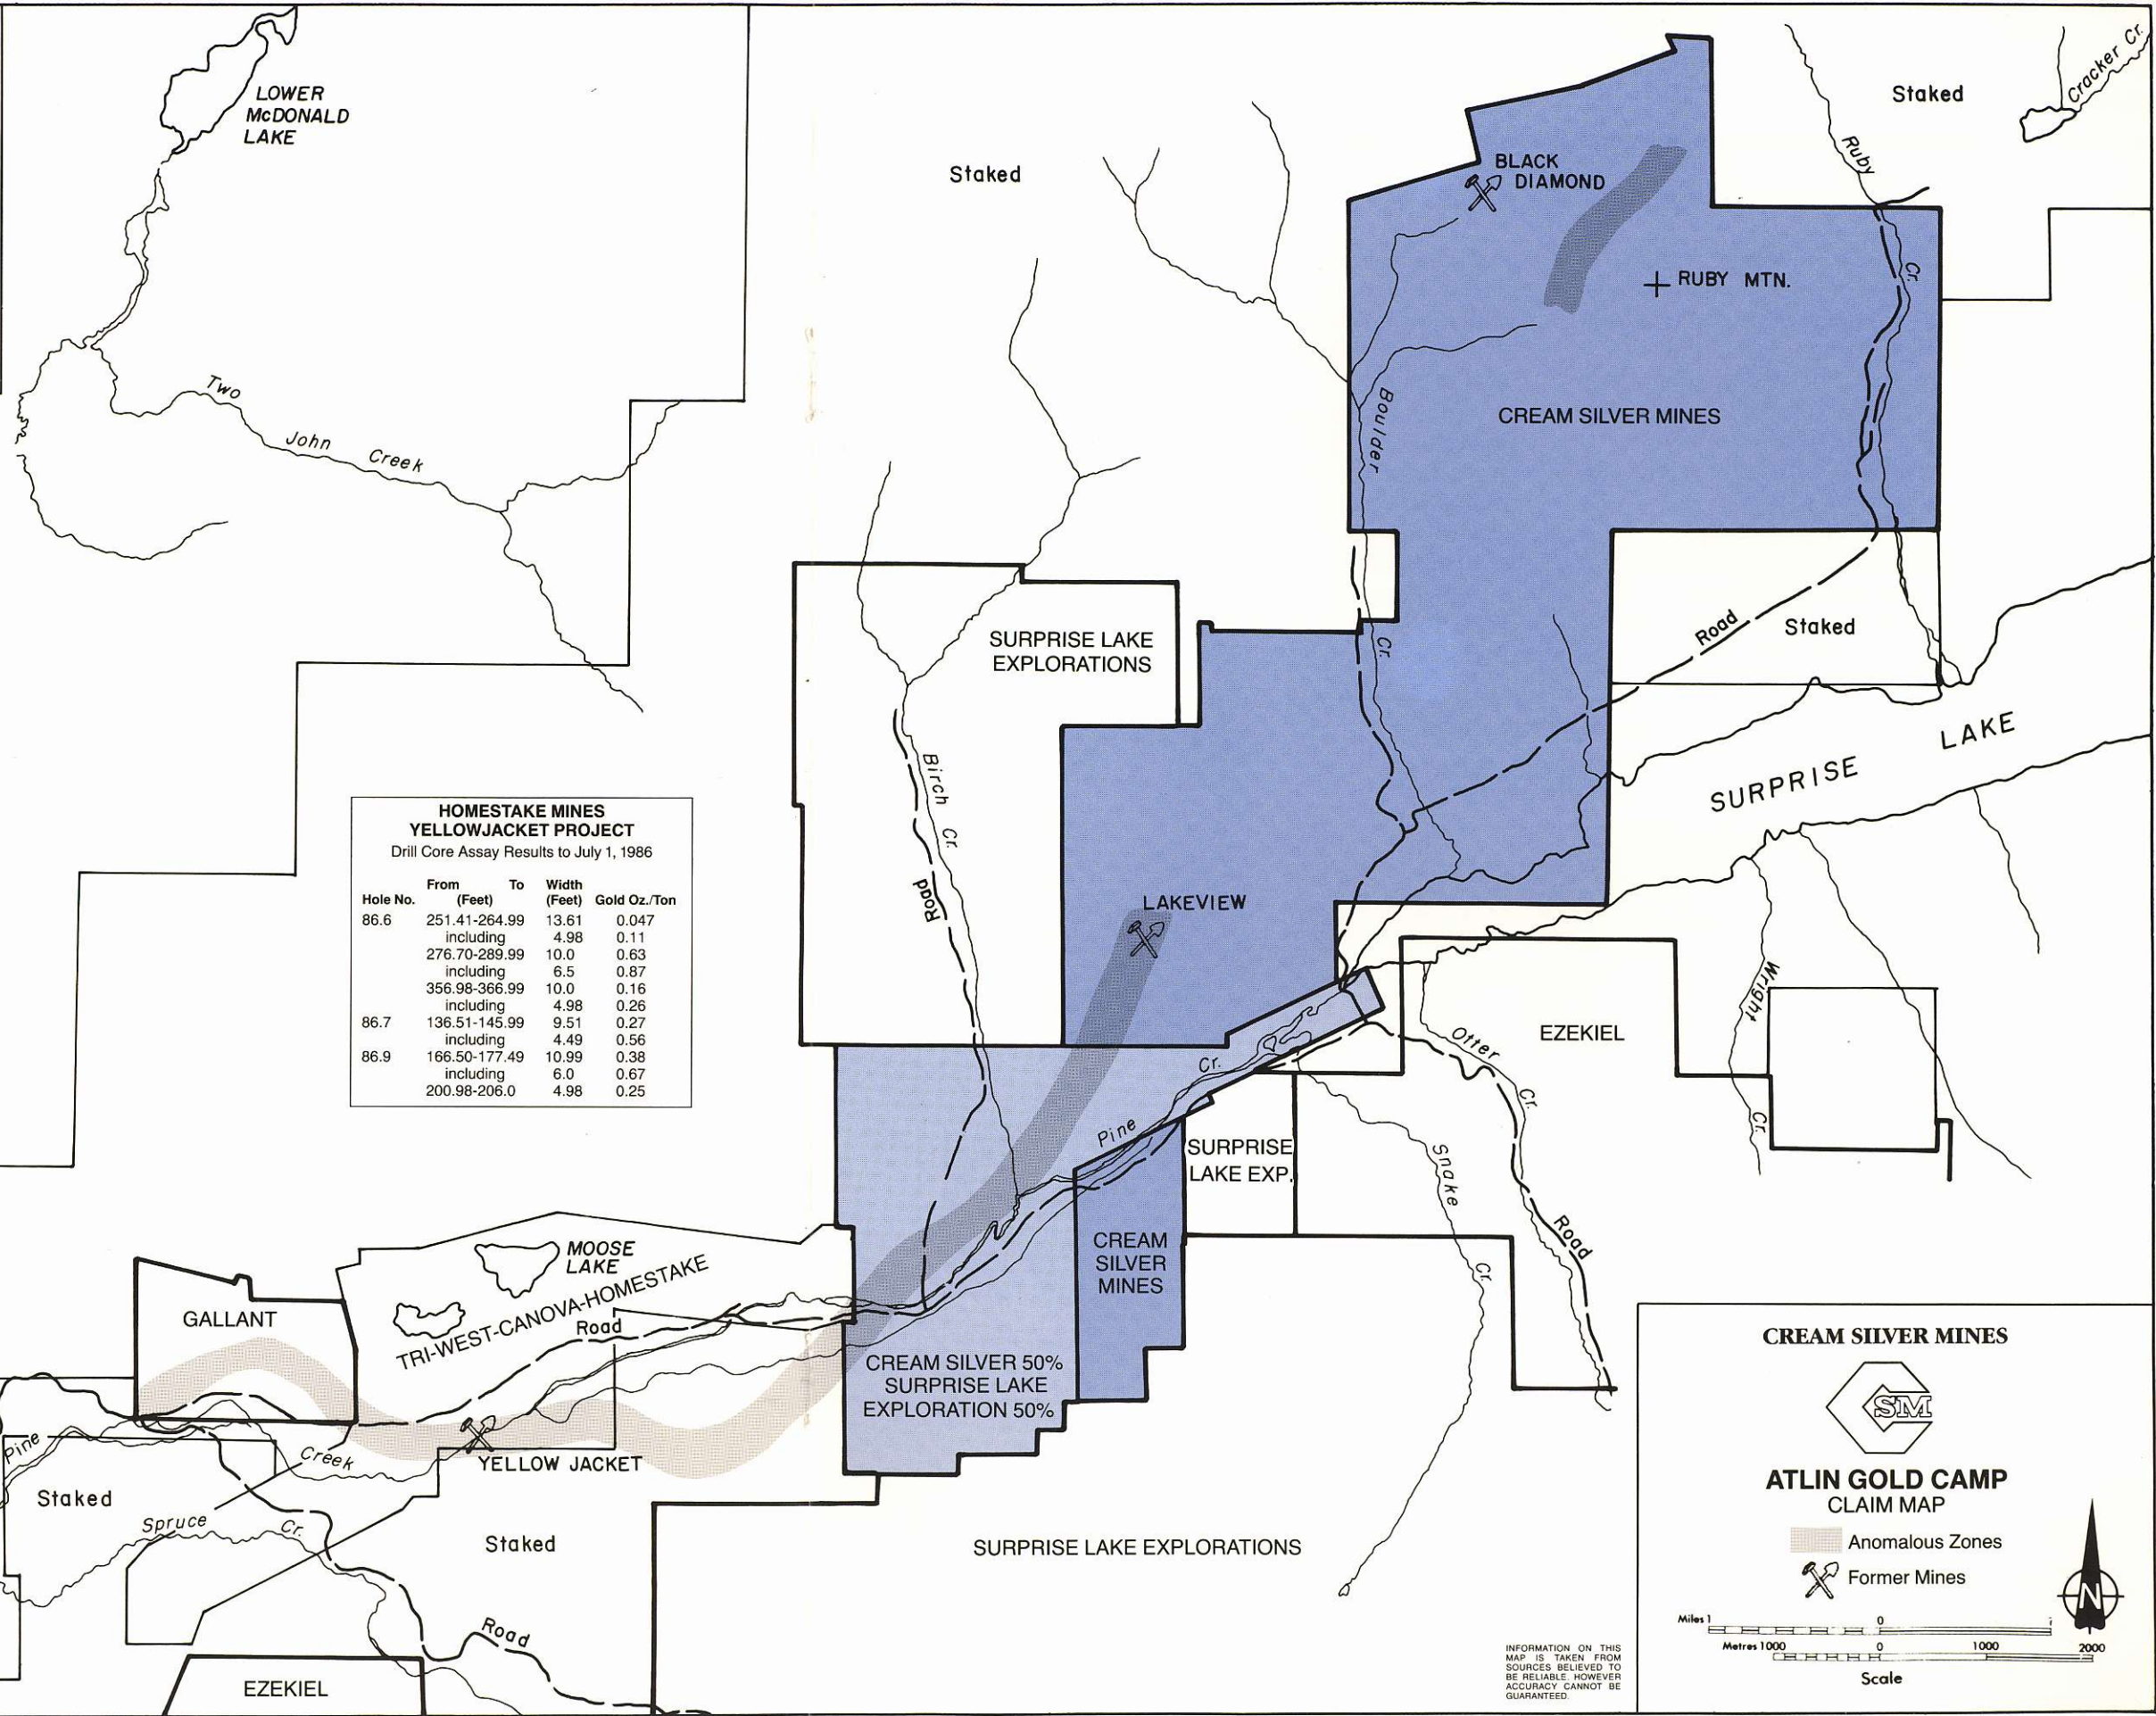 LOWER
McDONALD
LAKE
Staked
BLACK
DIAMOND
RUBY MTN.
Staked
Cracker Cr.
Ruby
Cr.
Two
John
Creek
Boulder
CREAM SILVER MINES
SURPRISE LAKE
EXPLORATIONS
Cr.
Road
Staked
SURPRISE LAKE
Birch
Cr.
Road
HOMESTAKE MINES
YELLOWJACKET PROJECT
Drill Core Assay Results to July 1, 1986
From To Width
Hole No. (Feet) (Feet) Gold Oz./Ton
86.6 251.41-264.99 13.61 0.047
including 4.98 0.11
276.70-289.99 10.0 0.63
including 6.5 0.87
356.98-366.99 10.0 0.16
including 4.98 0.26
86.7 136.51-145.99 9.51 0.27
including 4.49 0.56
86.9 166.50-177.49 10.99 0.38
including 6.0 0.67
200.98-206.0 4.98 0.25
LAKEVIEW
Wright
Cr.
EZEKIEL
Otter
Cr.
Road
Pine
Cr.
SURPRISE
LAKE EXP.
Snake
Cr.
CREAM
SILVER
MINES
MOOSE
LAKE
TRI-WEST-CANOVA-HOMESTAKE
Road
GALLANT
CREAM SILVER 50%
SURPRISE LAKE
EXPLORATION 50%
Pine
Creek
YELLOW JACKET
Staked
Spruce
Cr.
Staked
SURPRISE LAKE EXPLORATIONS
Road
EZEKIEL
INFORMATION ON THIS
MAP IS TAKEN FROM
SOURCES BELIEVED TO
BE RELIABLE. HOWEVER
ACCURACY CANNOT BE
GUARANTEED.
CREAM SILVER MINES
CSM
ATLIN GOLD CAMP
CLAIM MAP
Anomalous Zones
Former Mines
N
Miles 1 0 1
Metres 1000 0 1000 2000
Scale